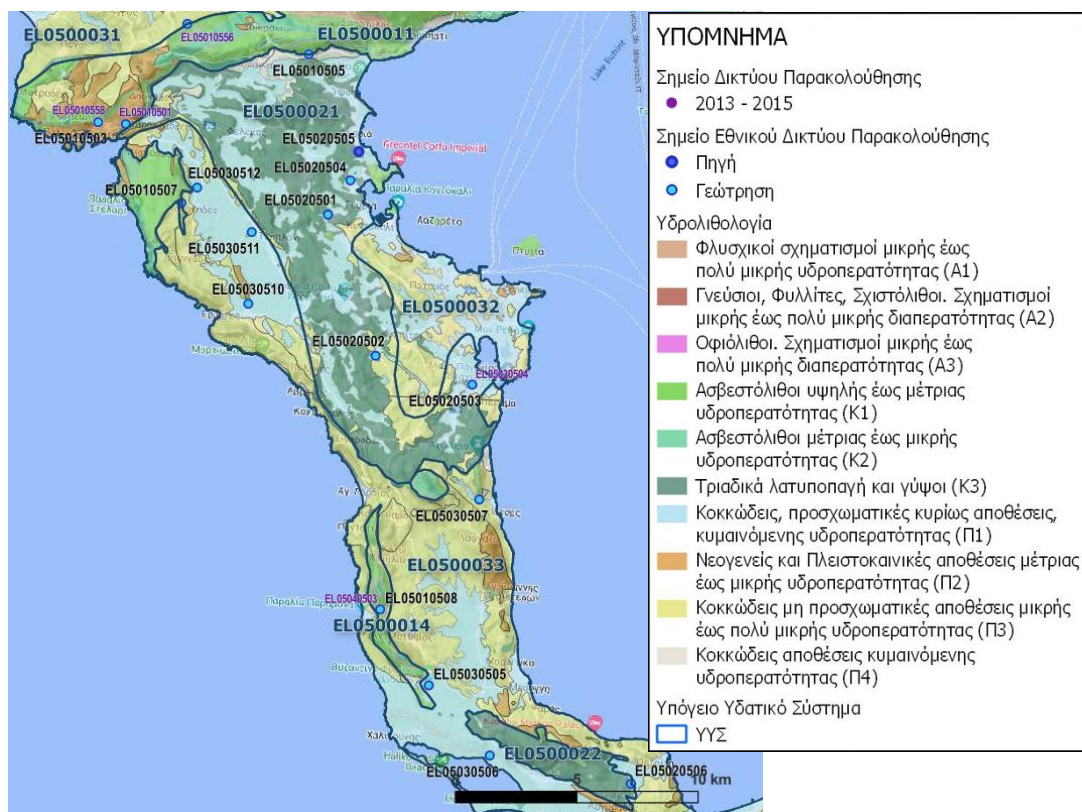 EL0500031
EL05010556
EL0500011
EL05010505
EL0500021
EL05010558
EL05010501
EL05010503
EL05020505
Grecotel Corfu Imperial
EL05030512
EL05020504
Παραλία Κοντόκαλι
EL05010507
EL05020501
Λαζαρέτο
EL05030511
Πτυχία
EL05030510
EL0500032
EL05020502
EL05030504
EL05020503
EL05030507
EL0500033
EL05040503
EL05010508
EL0500014
EL05030505
EL0500022
EL05030506
EL05020506
5
10 km
ΥΠΟΜΝΗΜΑ
Σημείο Δικτύου Παρακολούθησης
2013 - 2015
Σημείο Εθνικού Δικτύου Παρακολούθησης
Πηγή
Γεώτρηση
Υδρολιθολογία
Φλυσχικοί σχηματισμοί μικρής έως
πολύ μικρής υδροπερατότητας (Α1)
Γνεύσιοι, Φυλλίτες, Σχιστόλιθοι. Σχηματισμοί
μικρής έως πολύ μικρής διαπερατότητας (Α2)
Οφιόλιθοι. Σχηματισμοί μικρής έως
πολύ μικρής διαπερατότητας (Α3)
Ασβεστόλιθοι υψηλής έως μέτριας
υδροπερατότητας (Κ1)
Ασβεστόλιθοι μέτριας έως μικρής
υδροπερατότητας (Κ2)
Τριαδικά λατυποπαγή και γύψοι (Κ3)
Κοκκώδεις, προσχωματικές κυρίως αποθέσεις,
κυμαινόμενης υδροπερατότητας (Π1)
Νεογενείς και Πλειστοκαινικές αποθέσεις μέτριας
έως μικρής υδροπερατότητας (Π2)
Κοκκώδεις μη προσχωματικές αποθέσεις μικρής
έως πολύ μικρής υδροπερατότητας (Π3)
Κοκκώδεις αποθέσεις κυμαινόμενης
υδροπερατότητας (Π4)
Υπόγειο Υδατικό Σύστημα
ΥΥΣ